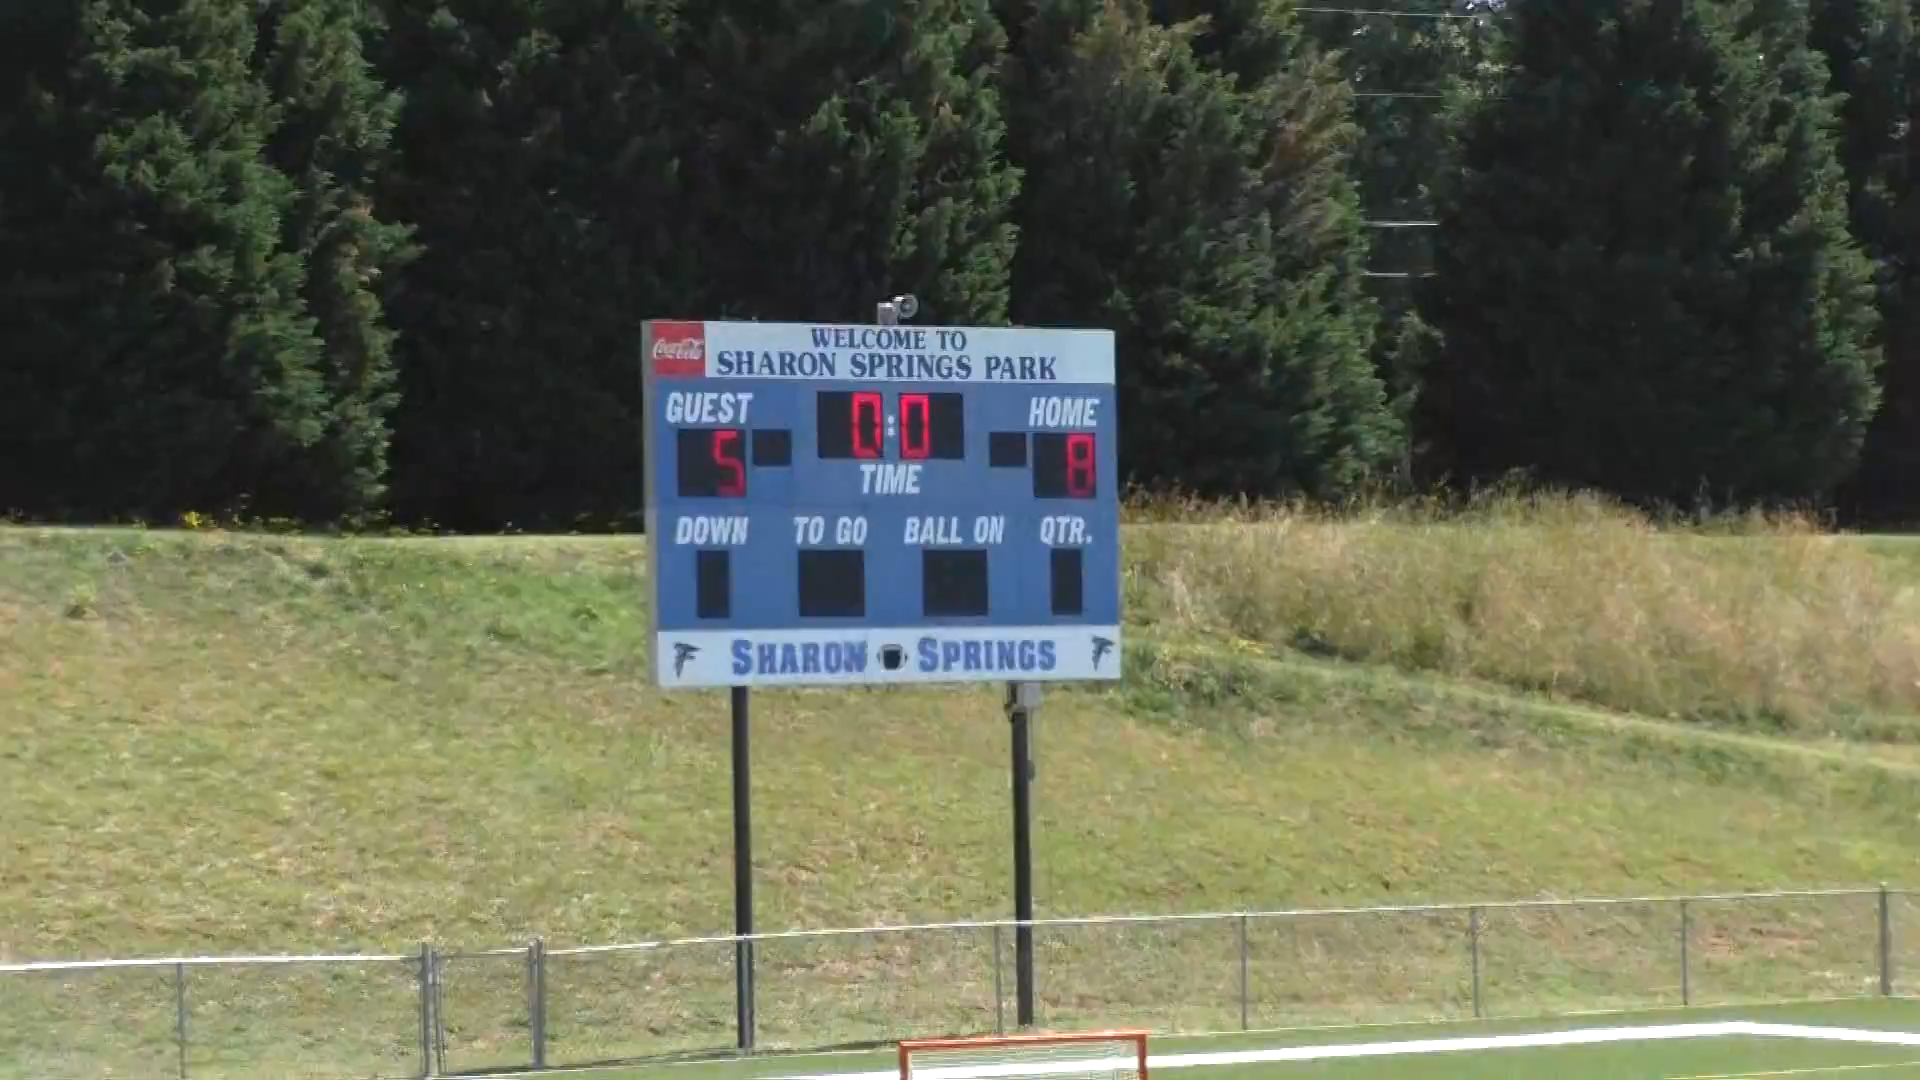 Coca-Cola
WELCOME TO
SHARON SPRINGS PARK
GUEST 0:0 HOME
5 TIME 8
DOWN TO GO BALL ON QTR.
F SHARON SPRINGS F